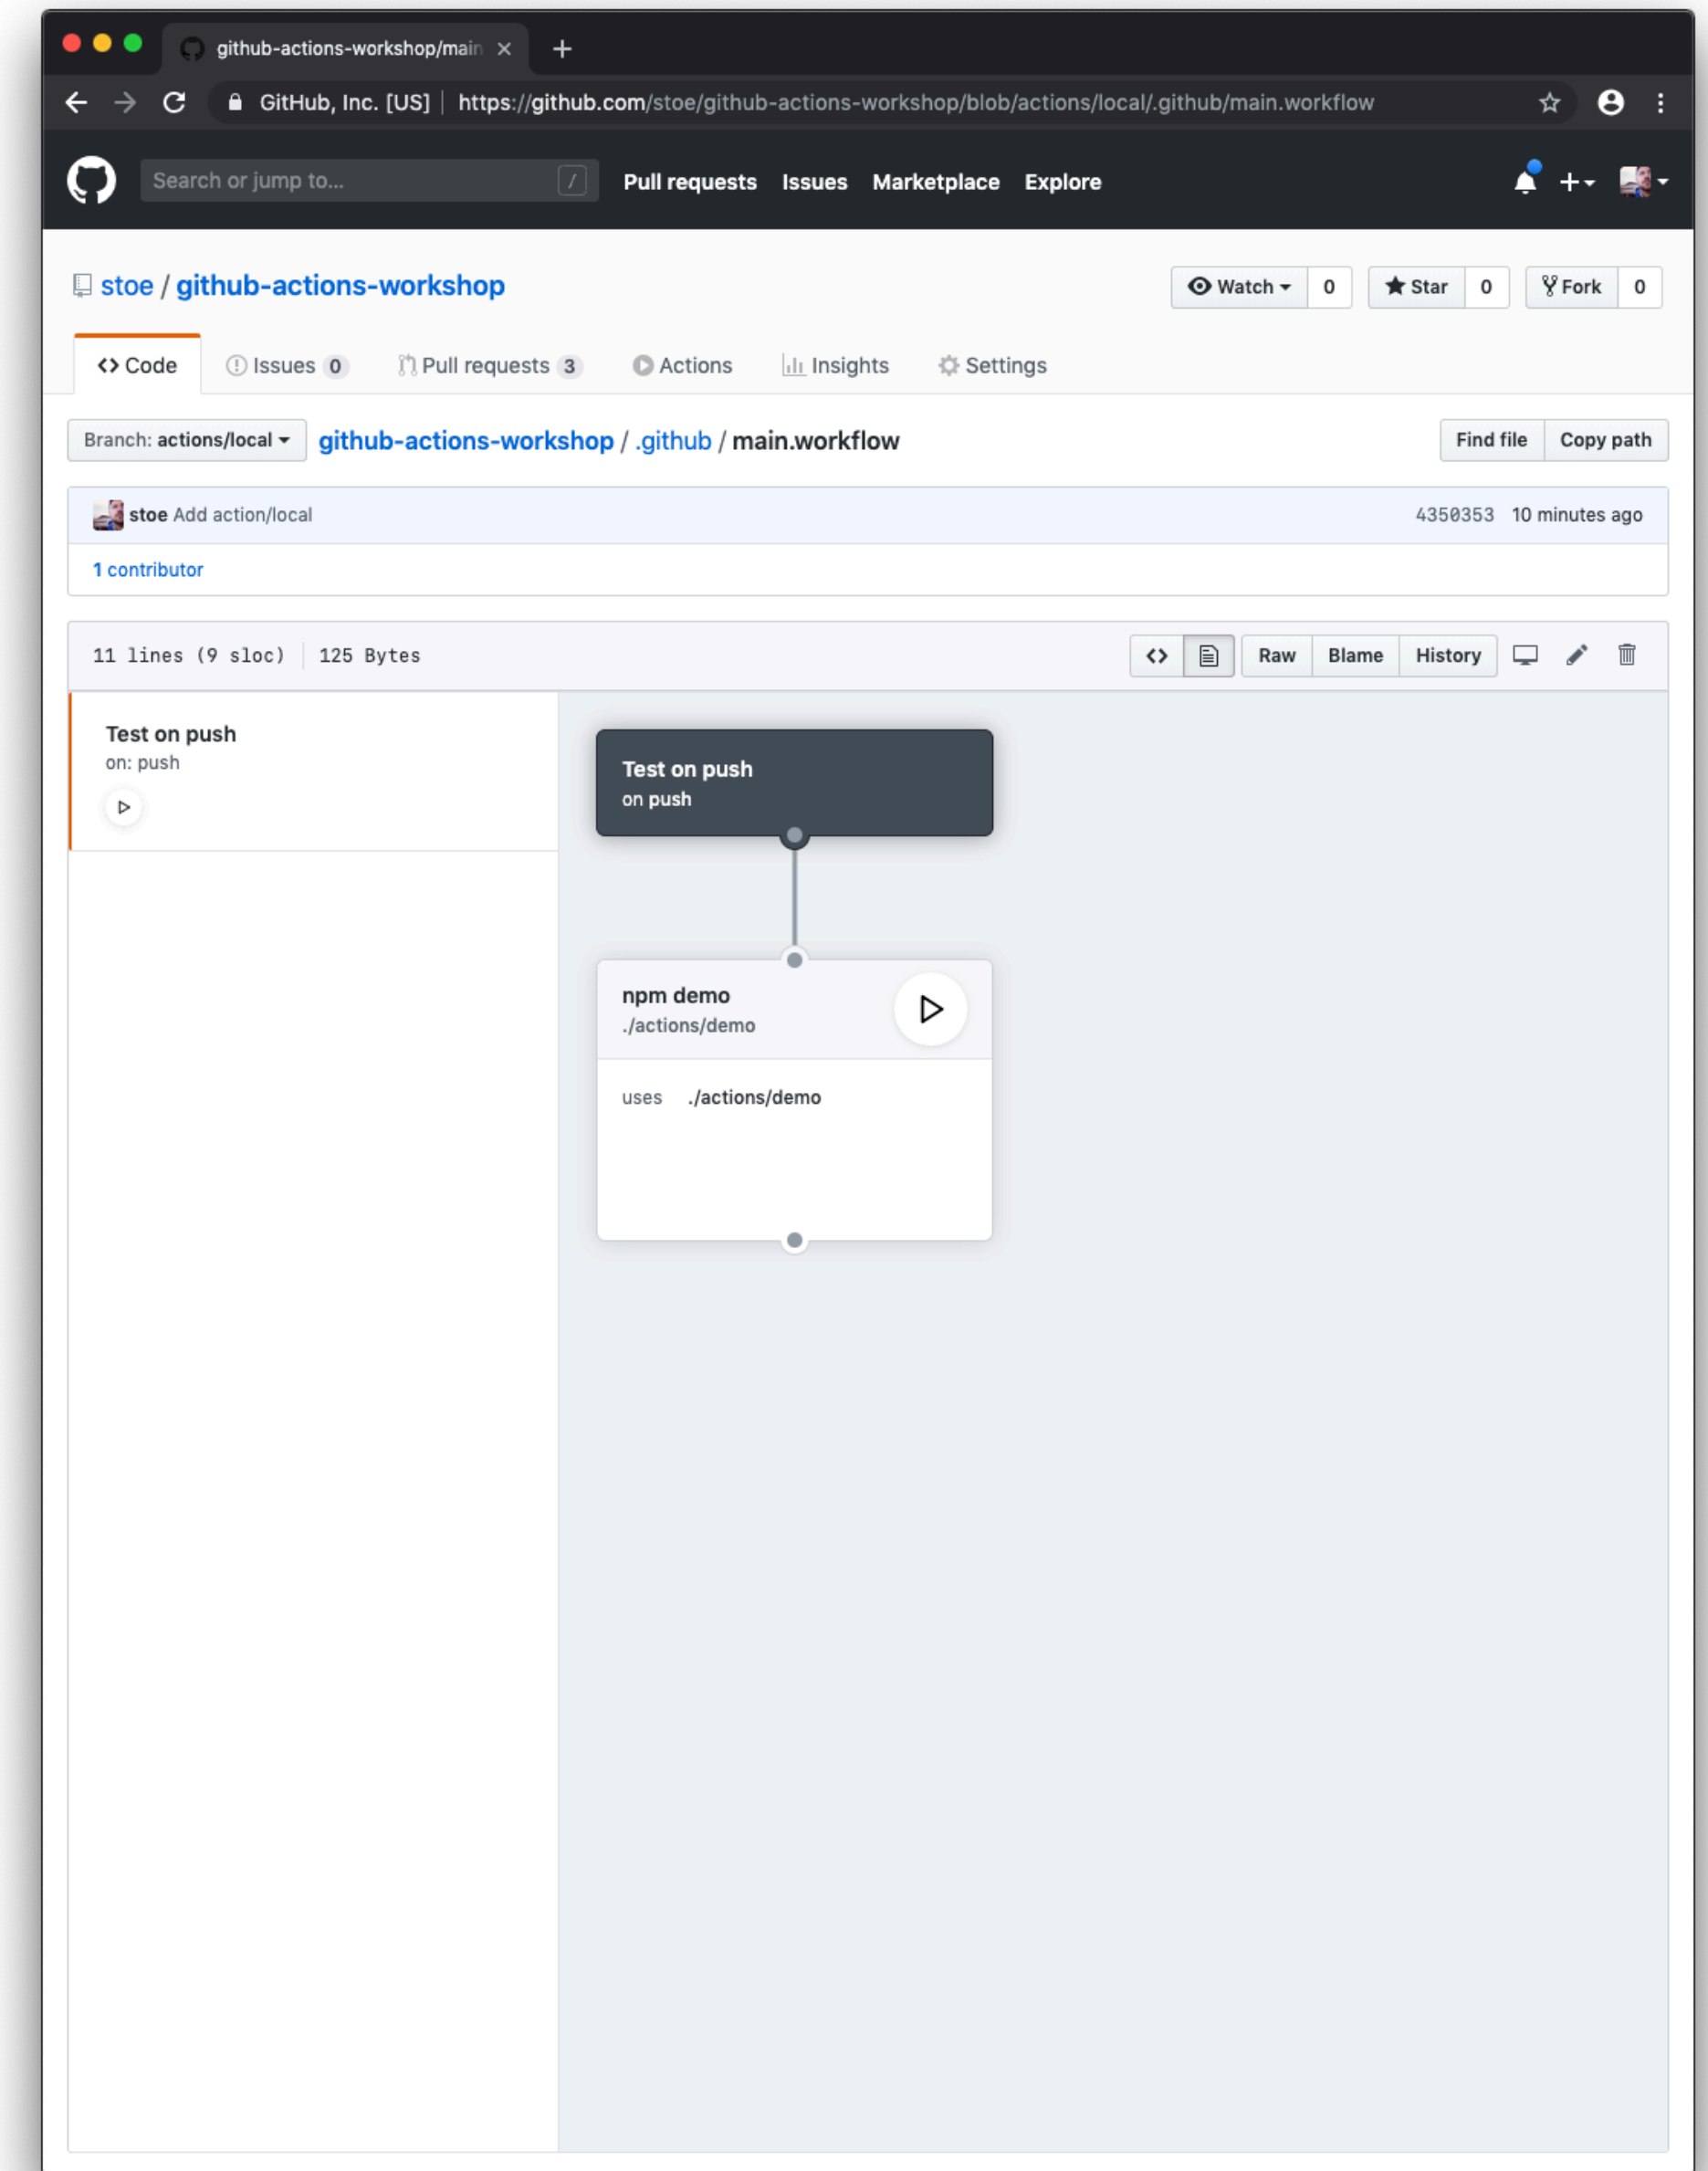 github-actions-workshop/main
GitHub, Inc. [US] | https://github.com/stoe/github-actions-workshop/blob/actions/local/.github/main.workflow
Search or jump to... / Pull requests Issues Marketplace Explore
stoe / github-actions-workshop Watch 0 Star 0 Fork 0
Code Issues 0 Pull requests 3 Actions Insights Settings
Branch: actions/local github-actions-workshop / .github / main.workflow Find file Copy path
stoe Add action/local 4350353 10 minutes ago
1 contributor
11 lines (9 sloc) 125 Bytes <> Raw Blame History
Test on push
on: push
Test on push
on push
npm demo
./actions/demo
uses ./actions/demo